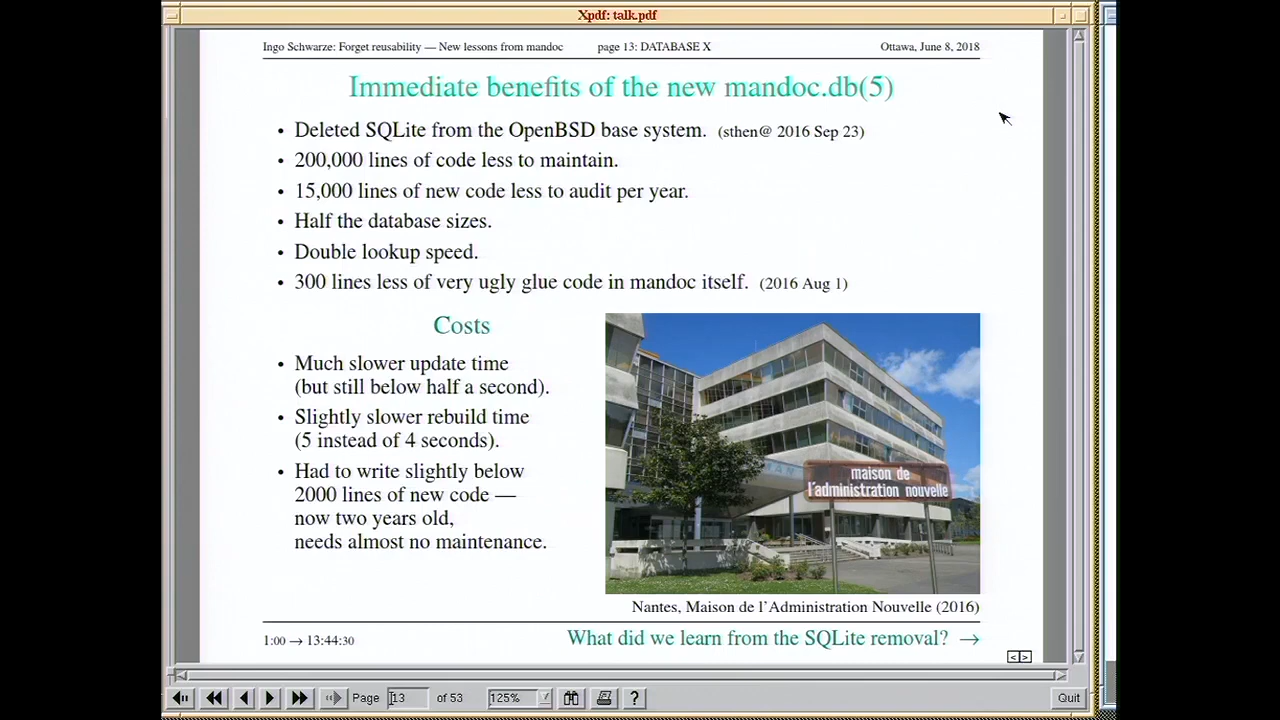 Xpdf: talk.pdf
Ingo Schwarze: Forget reusability — New lessons from mandoc page 13: DATABASE X Ottawa, June 8, 2018
Immediate benefits of the new mandoc.db(5)
• Deleted SQLite from the OpenBSD base system. (sthen@ 2016 Sep 23)
• 200,000 lines of code less to maintain.
• 15,000 lines of new code less to audit per year.
• Half the database sizes.
• Double lookup speed.
• 300 lines less of very ugly glue code in mandoc itself. (2016 Aug 1)
Costs
• Much slower update time
(but still below half a second).
• Slightly slower rebuild time
(5 instead of 4 seconds).
• Had to write slightly below
2000 lines of new code —
now two years old,
needs almost no maintenance.
maison de
l'administration nouvelle
Nantes, Maison de l'Administration Nouvelle (2016)
1:00 → 13:44:30 What did we learn from the SQLite removal? →
Page 13 of 53 125% ? Quit